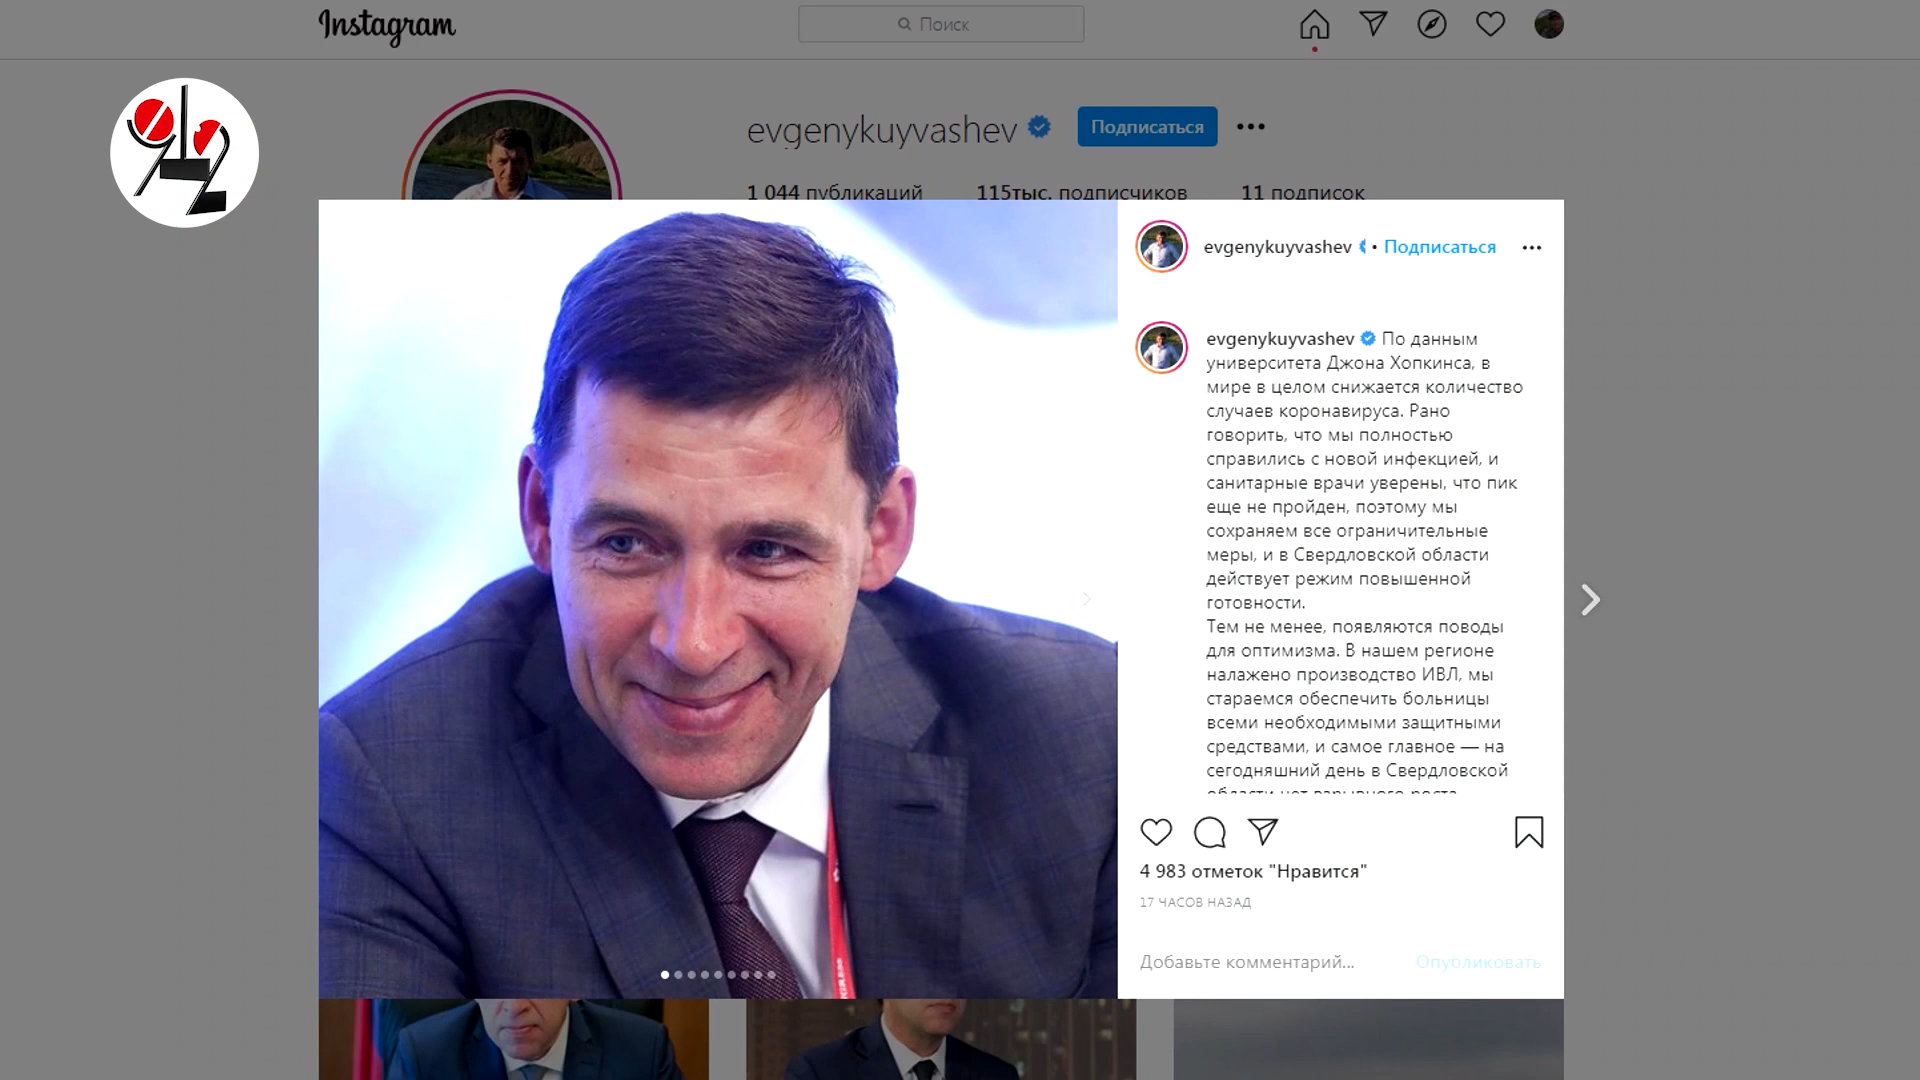 Instagram
Поиск
evgenykuyvashev
Подписаться
1 044 публикаций 115тыс. подписчиков 11 подписок
evgenykuyvashev • Подписаться
evgenykuyvashev По данным
университета Джона Хопкинса, в
мире в целом снижается количество
случаев коронавируса. Рано
говорить, что мы полностью
справились с новой инфекцией, и
санитарные врачи уверены, что пик
еще не пройден, поэтому мы
сохраняем все ограничительные
меры, и в Свердловской области
действует режим повышенной
готовности.
Тем не менее, появляются поводы
для оптимизма. В нашем регионе
налажено производство ИВЛ, мы
стараемся обеспечить больницы
всеми необходимыми защитными
средствами, и самое главное — на
сегодняшний день в Свердловской
области нет взрывного роста
4 983 отметок "Нравится"
17 ЧАСОВ НАЗАД
Добавьте комментарий... Опубликовать